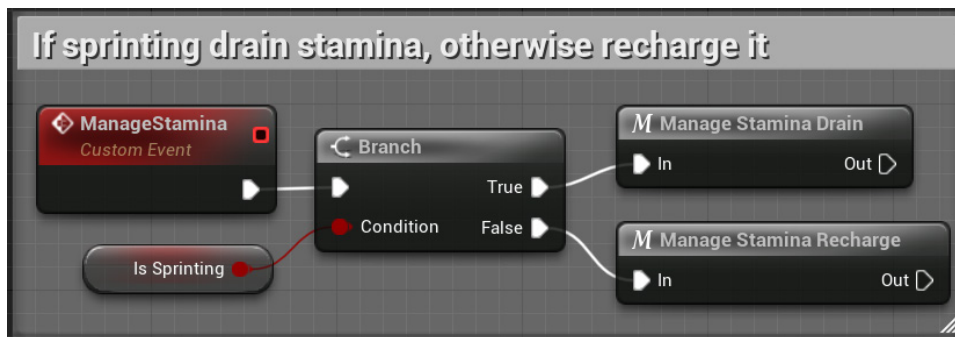 If sprinting drain stamina, otherwise recharge it
ManageStamina
Custom Event
Branch
True
Condition
False
Is Sprinting
M Manage Stamina Drain
In
Out
M Manage Stamina Recharge
In
Out